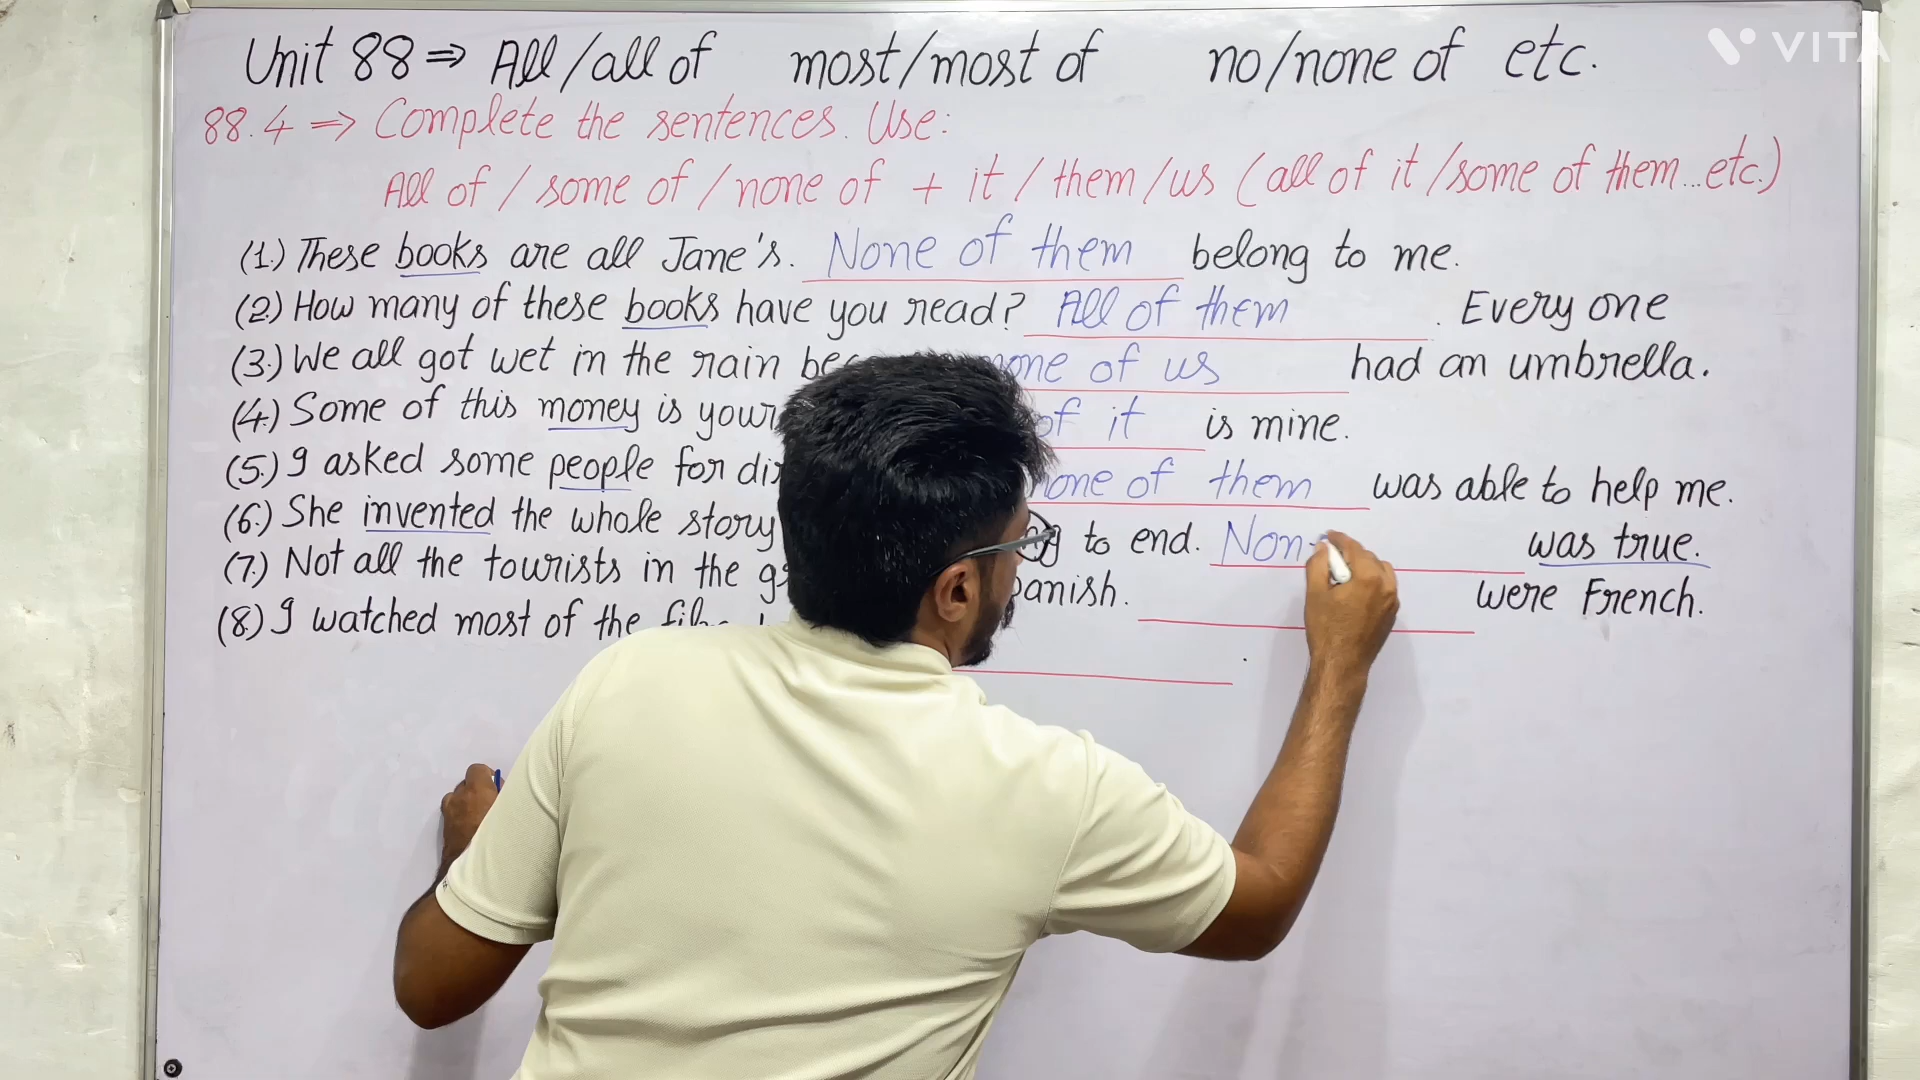 VITA
Unit 88 ⇒ All/all of most/most of no/none of etc.
88.4 ⇒ Complete the sentences. Use:
All of / some of / none of + it / them / us (all of it /some of them...etc.)
(1.) These books are all Jane's. None of them belong to me.
(2.) How many of these books have you read? All of them . Every one
(3.) We all got wet in the rain none of us had an umbrella.
(4.) Some of this money is of it is mine.
(5.) I asked some people for none of them was able to help me.
(6.) She invented the whole story to end. Non was true.
(7.) Not all the tourists in the were French.
(8.) I watched most of the